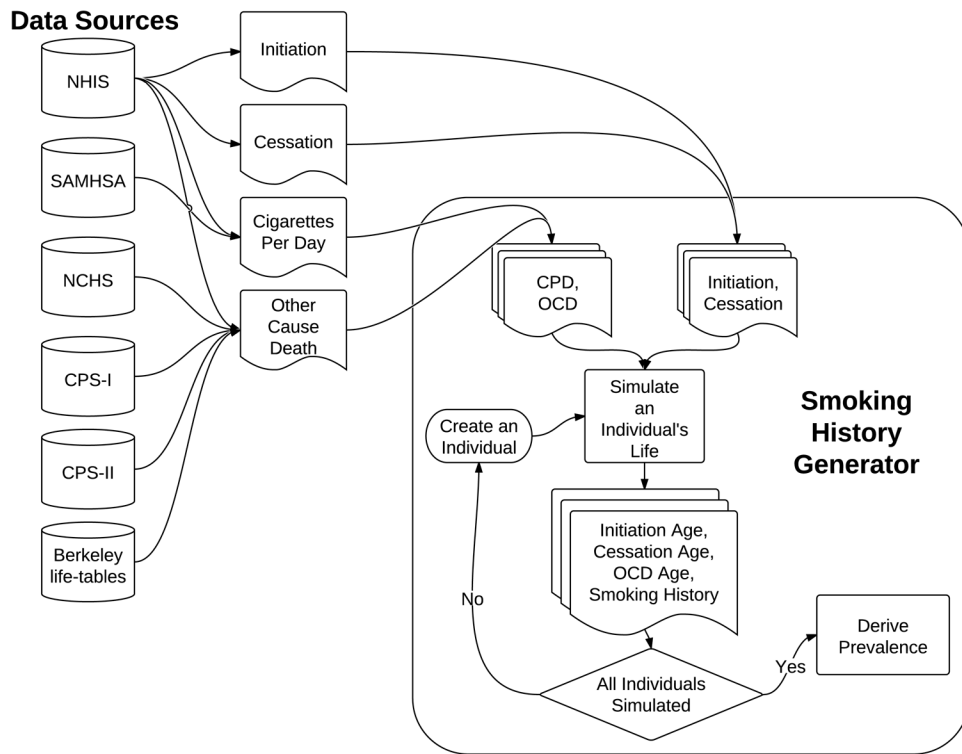 Data Sources
NHIS
SAMHSA
NCHS
CPS-I
CPS-II
Berkeley
life-tables
Initiation
Cessation
Cigarettes
Per Day
Other
Cause
Death
CPD,
OCD
Initiation,
Cessation
Simulate
an
Individual's
Life
Create an
Individual
Smoking
History
Generator
Initiation Age,
Cessation Age,
OCD Age,
Smoking History
No
All Individuals
Simulated
Yes
Derive
Prevalence